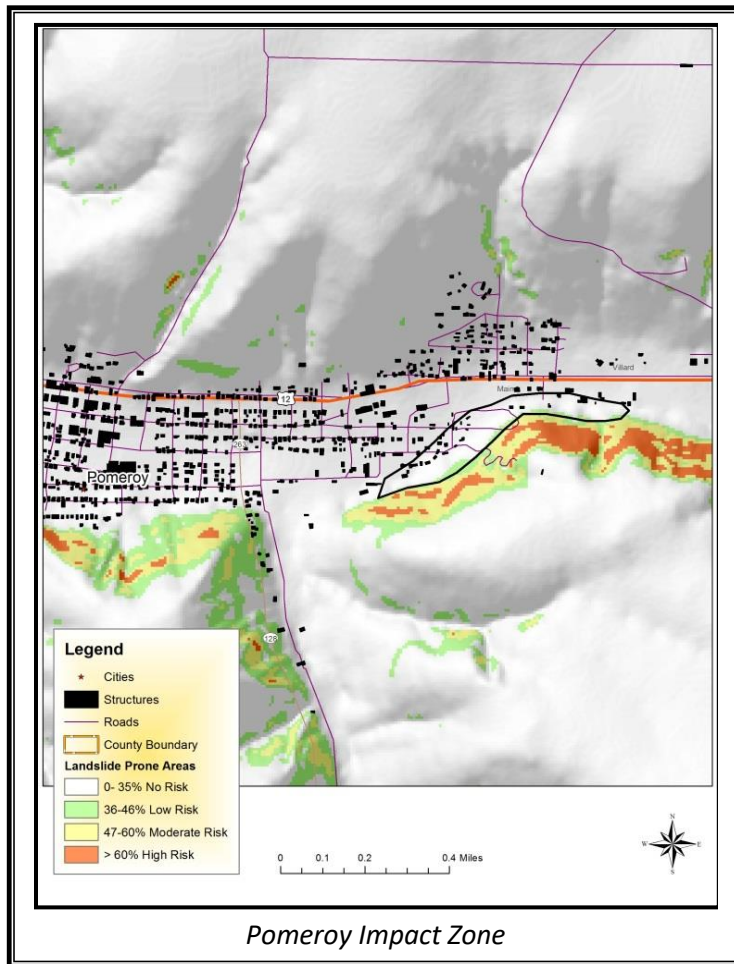 Villard
Main
12
263
Pomeroy
128
Legend
Cities
Structures
Roads
County Boundary
Landslide Prone Areas
0- 35% No Risk
36-46% Low Risk
47-60% Moderate Risk
> 60% High Risk
0 0.1 0.2 0.4 Miles
N
W E
S
Pomeroy Impact Zone